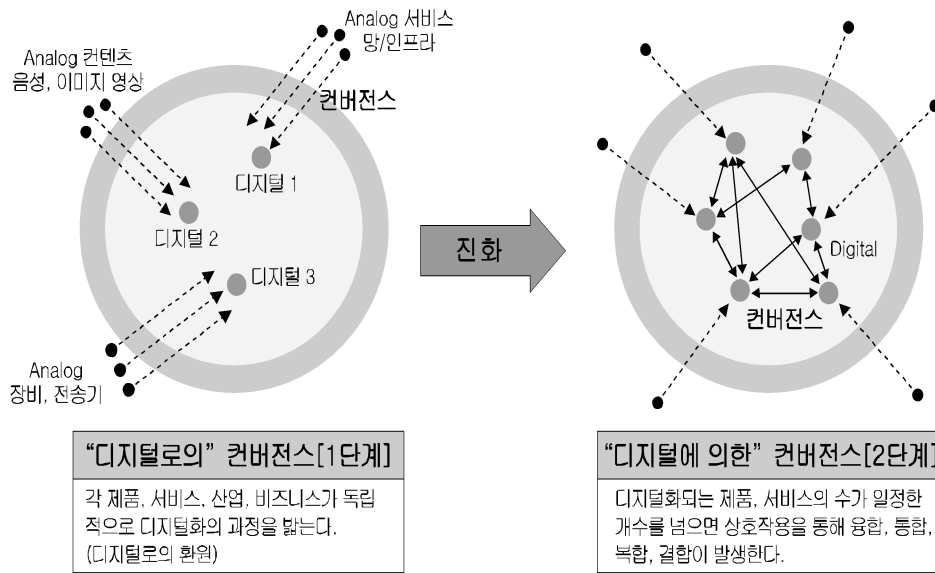 Analog 컨텐츠
음성, 이미지 영상
Analog 서비스
망/인프라
컨버전스
디지털 1
디지털 2
디지털 3
Analog
장비, 전송기
진화
Digital
컨버전스
“디지털로의” 컨버전스[1단계]
각 제품, 서비스, 산업, 비즈니스가 독립
적으로 디지털화의 과정을 밟는다.
(디지털로의 환원)
“디지털에 의한” 컨버전스[2단계]
디지털화되는 제품, 서비스의 수가 일정한
개수를 넘으면 상호작용을 통해 융합, 통합,
복합, 결합이 발생한다.